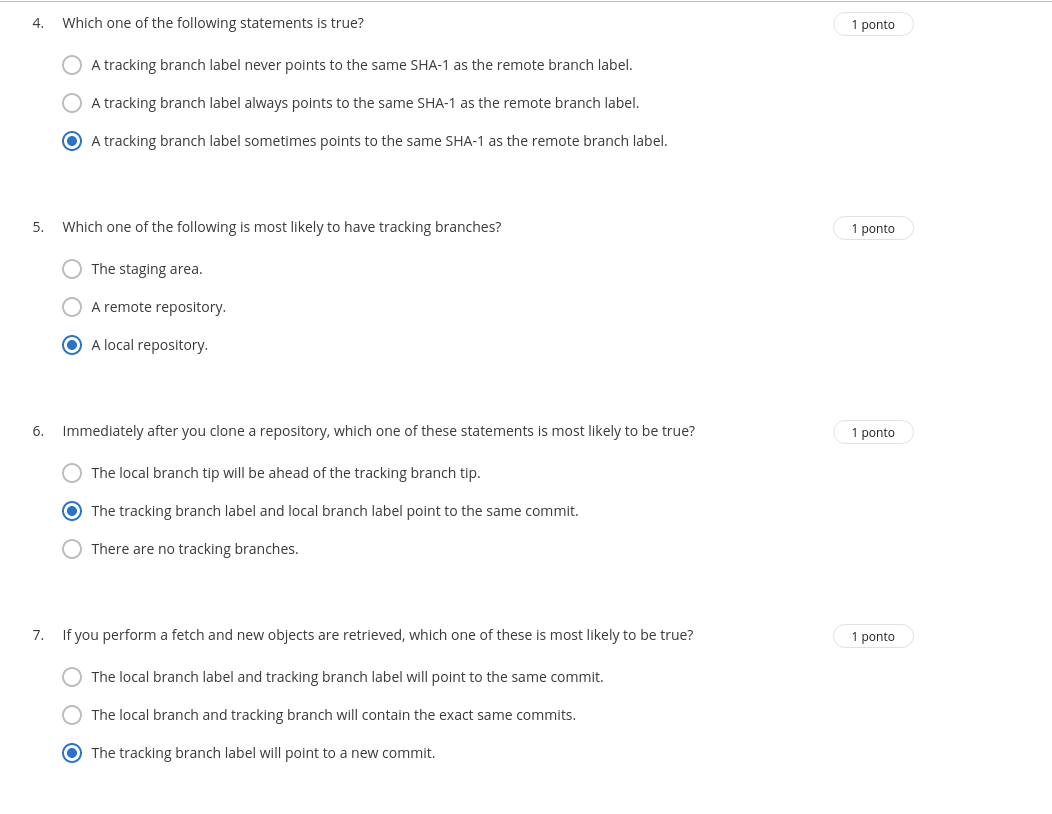 4. Which one of the following statements is true? 1 ponto
A tracking branch label never points to the same SHA-1 as the remote branch label.
A tracking branch label always points to the same SHA-1 as the remote branch label.
A tracking branch label sometimes points to the same SHA-1 as the remote branch label.
5. Which one of the following is most likely to have tracking branches? 1 ponto
The staging area.
A remote repository.
A local repository.
6. Immediately after you clone a repository, which one of these statements is most likely to be true? 1 ponto
The local branch tip will be ahead of the tracking branch tip.
The tracking branch label and local branch label point to the same commit.
There are no tracking branches.
7. If you perform a fetch and new objects are retrieved, which one of these is most likely to be true? 1 ponto
The local branch label and tracking branch label will point to the same commit.
The local branch and tracking branch will contain the exact same commits.
The tracking branch label will point to a new commit.